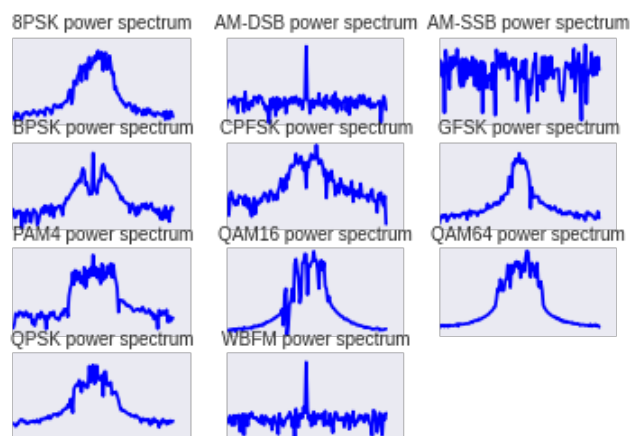 8PSK power spectrum
AM-DSB power spectrum
AM-SSB power spectrum
BPSK power spectrum
CPFSK power spectrum
GFSK power spectrum
PAM4 power spectrum
QAM16 power spectrum
QAM64 power spectrum
QPSK power spectrum
WBFM power spectrum